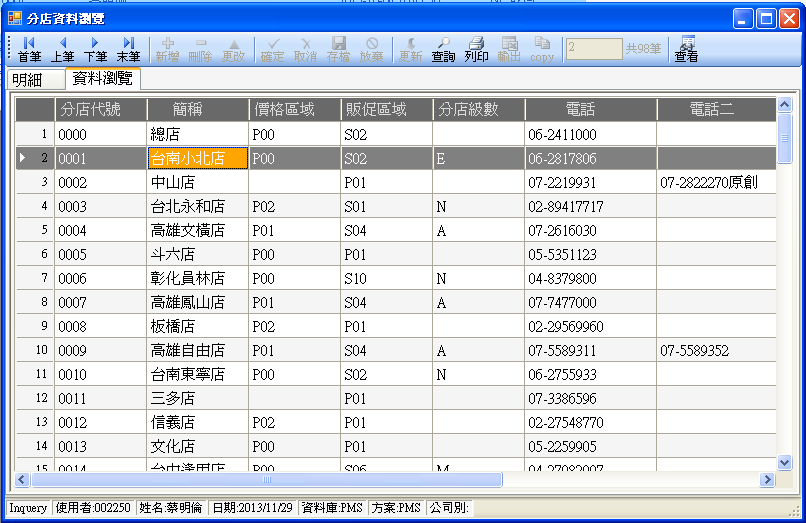 分店資料瀏覽
首筆 上筆 下筆 末筆 新增 刪除 更改 確定 取消 存檔 放棄 更新 查詢 列印 輸出 copy 2 共98筆 查看
明細 資料瀏覽
分店代號 簡稱 價格區域 販促區域 分店級數 電話 電話二
1 0000 總店 P00 S02 06-2411000
2 0001 台南小北店 P00 S02 E 06-2817806
3 0002 中山店 P01 07-2219931 07-2822270原創
4 0003 台北永和店 P02 S01 N 02-89417717
5 0004 高雄文橫店 P01 S04 A 07-2616030
6 0005 斗六店 P00 P01 05-5351123
7 0006 彰化員林店 P00 S10 N 04-8379800
8 0007 高雄鳳山店 P01 S04 A 07-7477000
9 0008 板橋店 P02 P01 02-29569960
10 0009 高雄自由店 P01 S04 A 07-5589311 07-5589352
11 0010 台南東寧店 P00 S02 N 06-2755933
12 0011 三多店 P01 07-3386596
13 0012 信義店 P02 P01 02-27548770
14 0013 文化店 P00 P01 05-2259905
15 0014 台中逢甲店 P00 S06 M 04-27082007
Inquery 使用者:002250 姓名:蔡明倫 日期:2013/11/29 資料庫:PMS 方案:PMS 公司別: